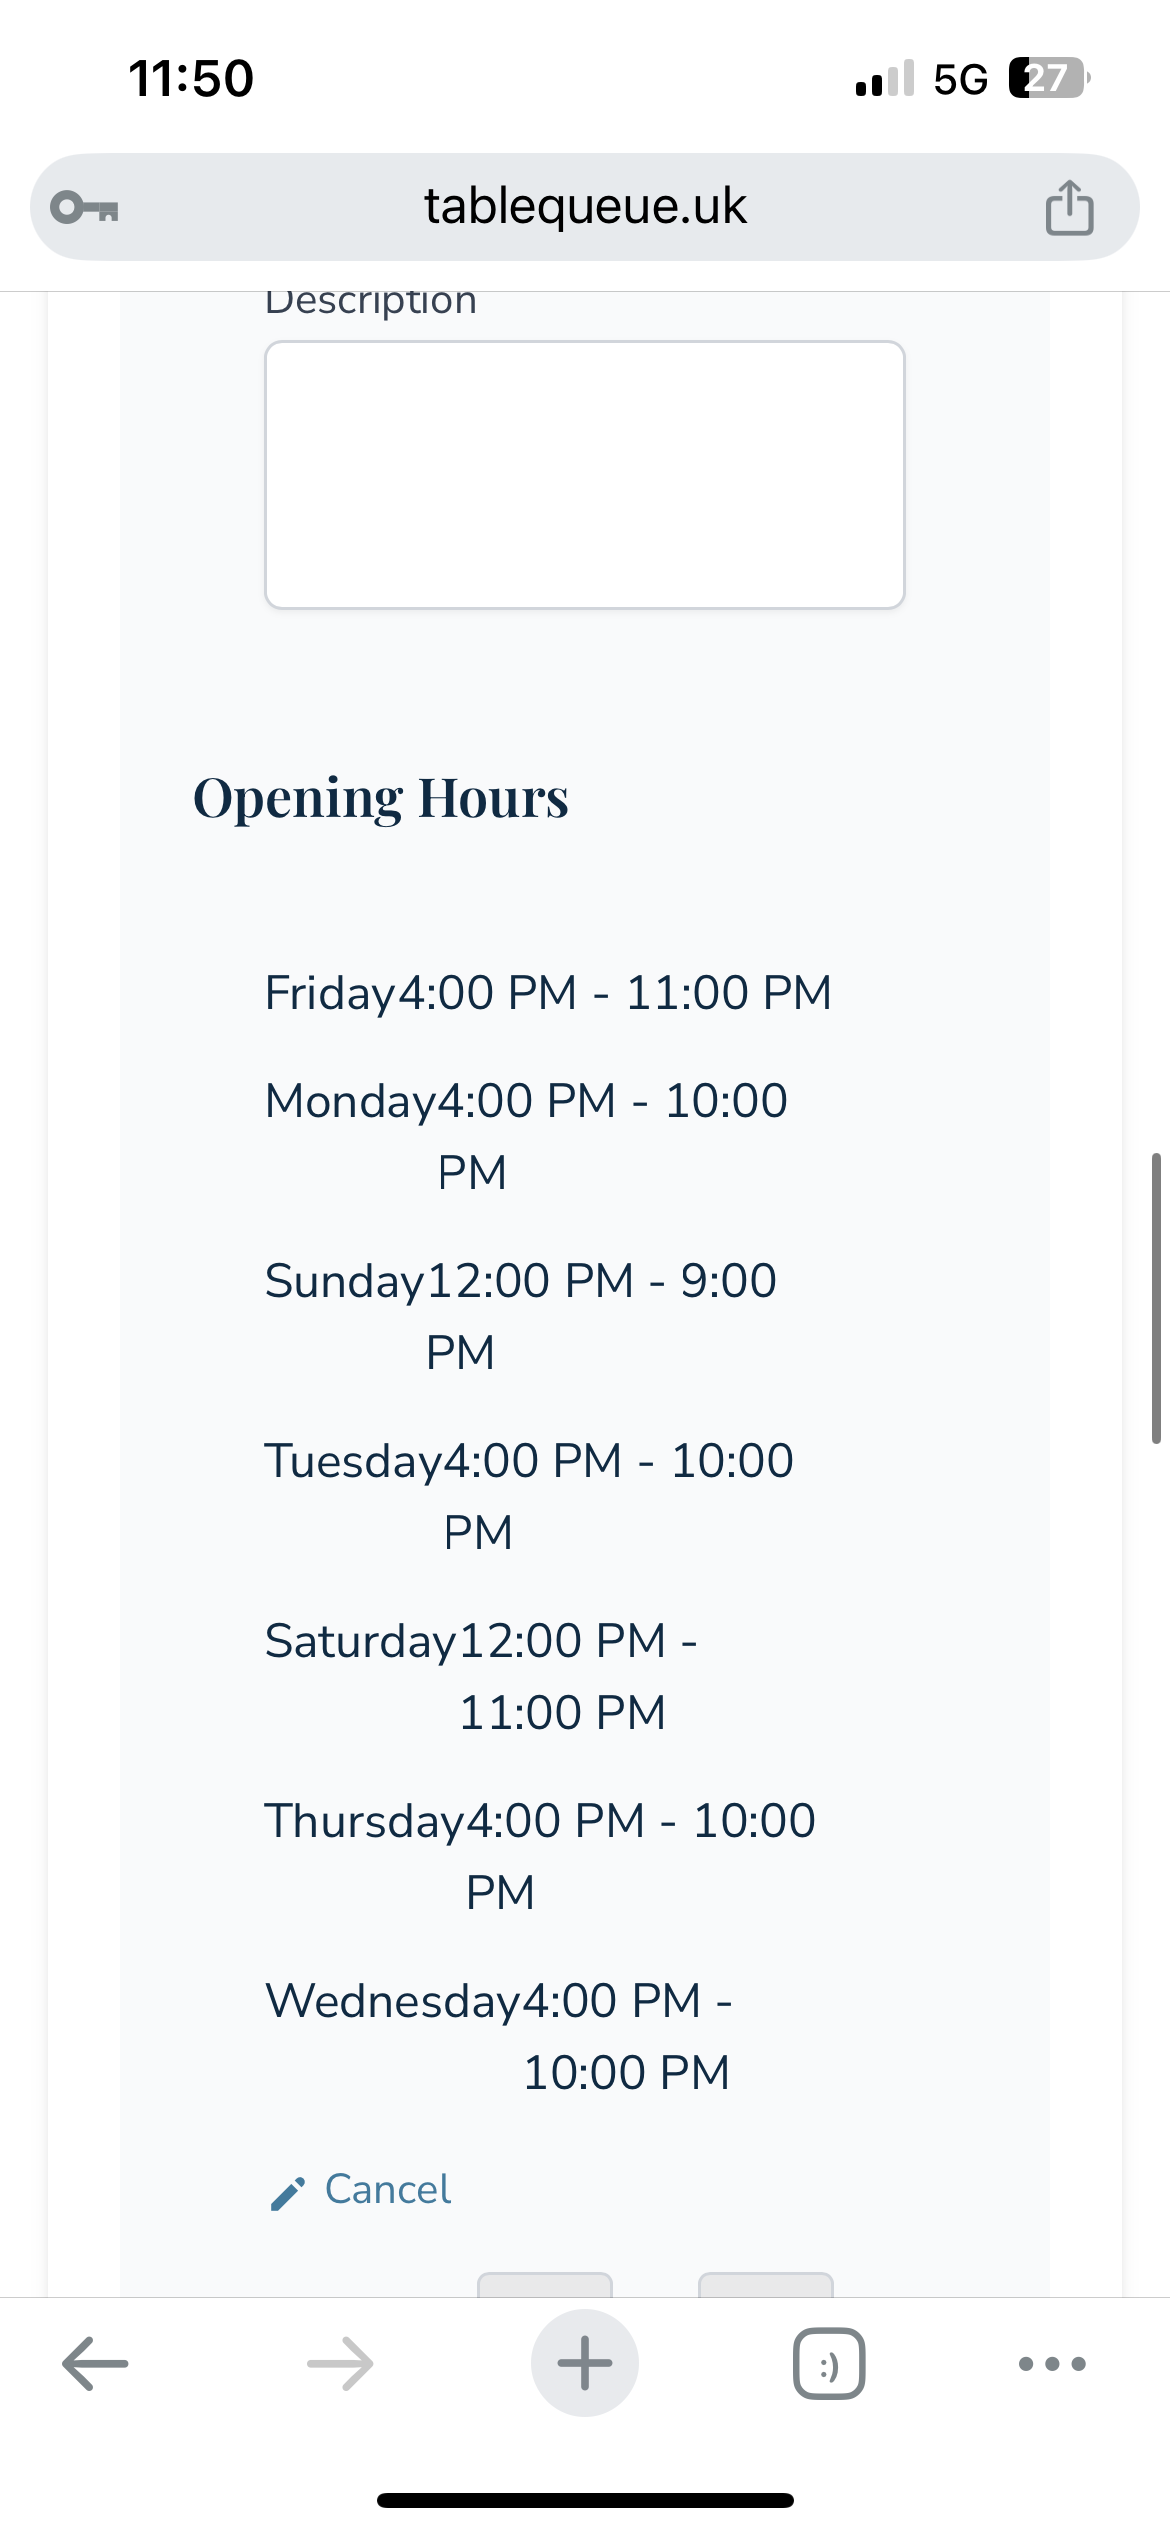 11:50
5G 27
tablequeue.uk
Description
Opening Hours
Friday4:00 PM - 11:00 PM
Monday4:00 PM - 10:00
PM
Sunday12:00 PM - 9:00
PM
Tuesday4:00 PM - 10:00
PM
Saturday12:00 PM -
11:00 PM
Thursday4:00 PM - 10:00
PM
Wednesday4:00 PM -
10:00 PM
Cancel
:)